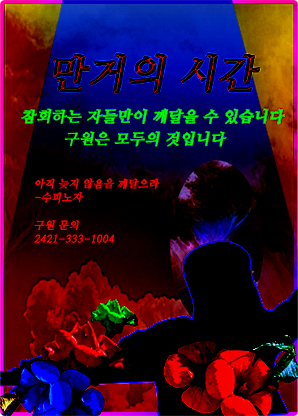 만거의 시간
참회하는 자들만이 깨달을 수 있습니다
구원은 모두의 것입니다
아직 늦지 않음을 깨달으라
-수피노자
구원 문의
2421-333-1004